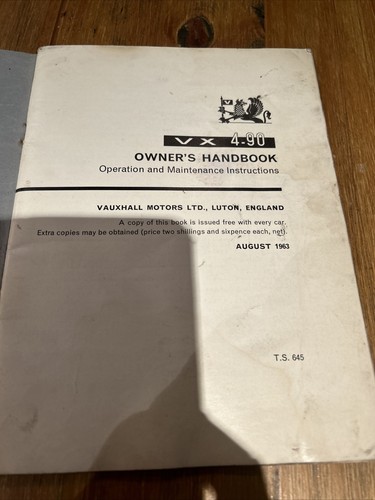 V
VX 4-90
OWNER'S HANDBOOK
Operation and Maintenance Instructions
VAUXHALL MOTORS LTD., LUTON, ENGLAND
A copy of this book is issued free with every car.
Extra copies may be obtained (price two shillings and sixpence each, net).
AUGUST 1963
T.S. 645